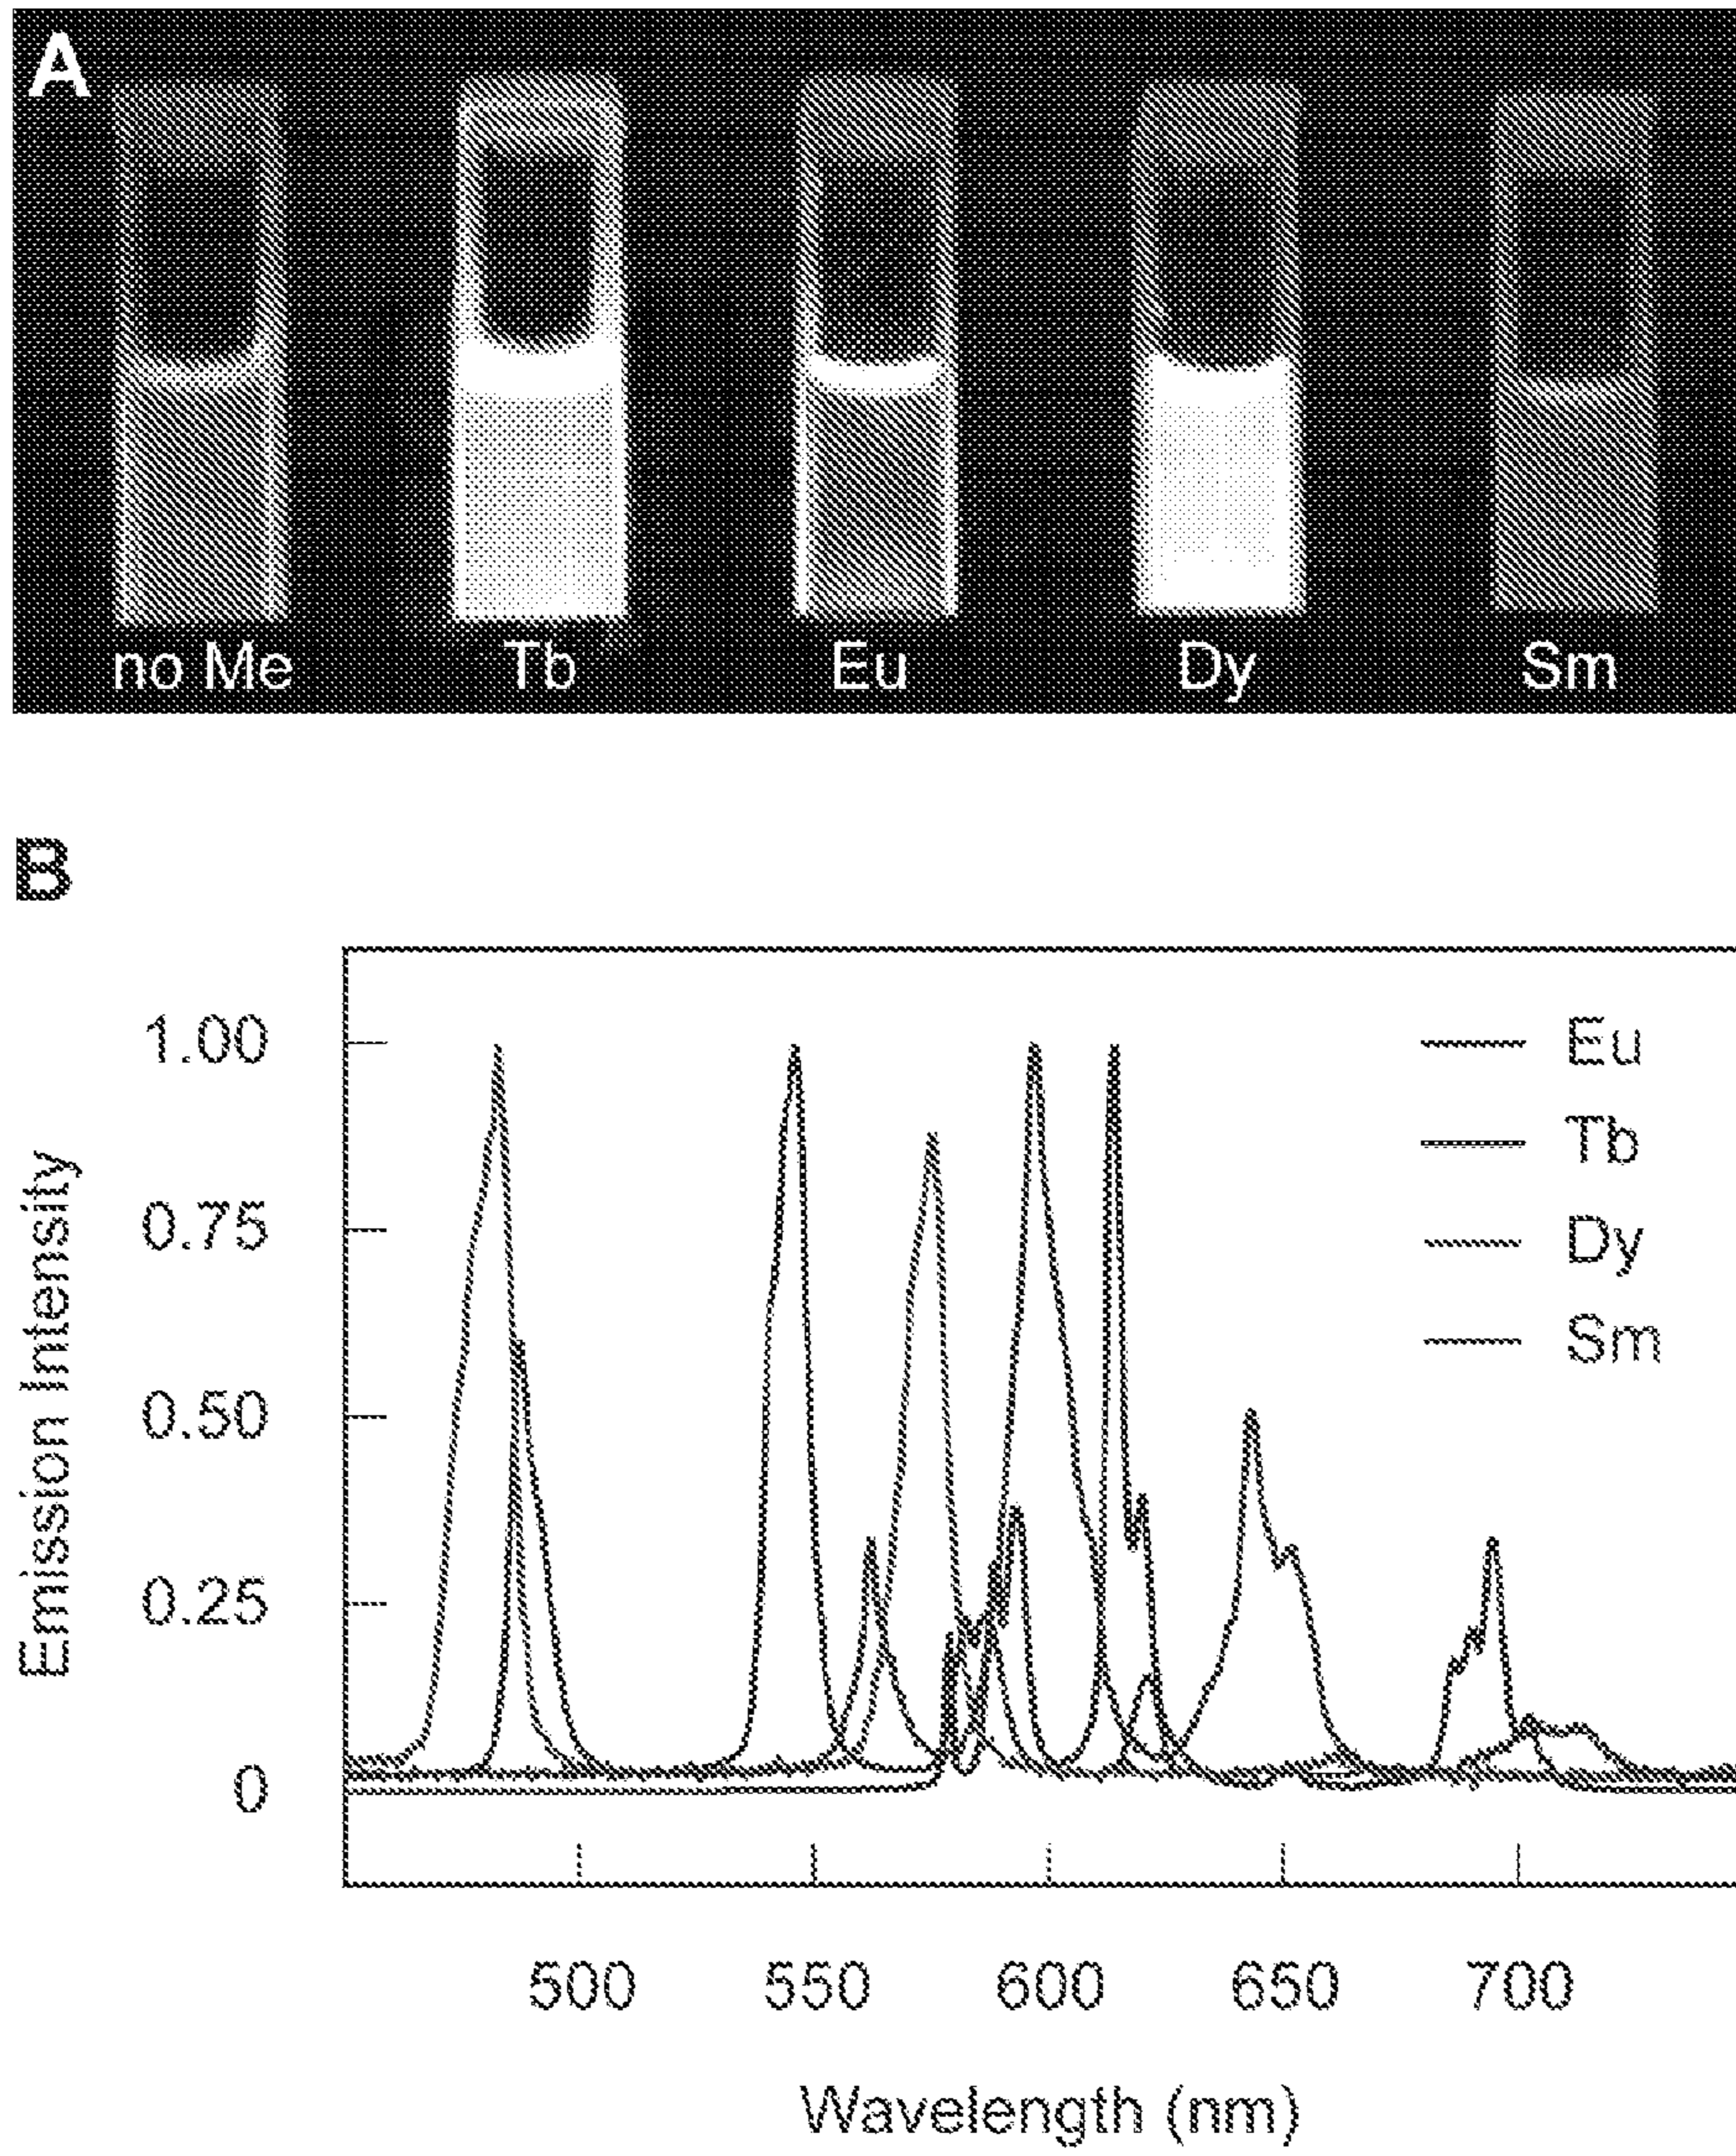 A
no Me Tb Eu Dy Sm
B
1.00
0.75
0.50
0.25
0
Emission Intensity
Eu
Tb
Dy
Sm
500 550 600 650 700
Wavelength (nm)